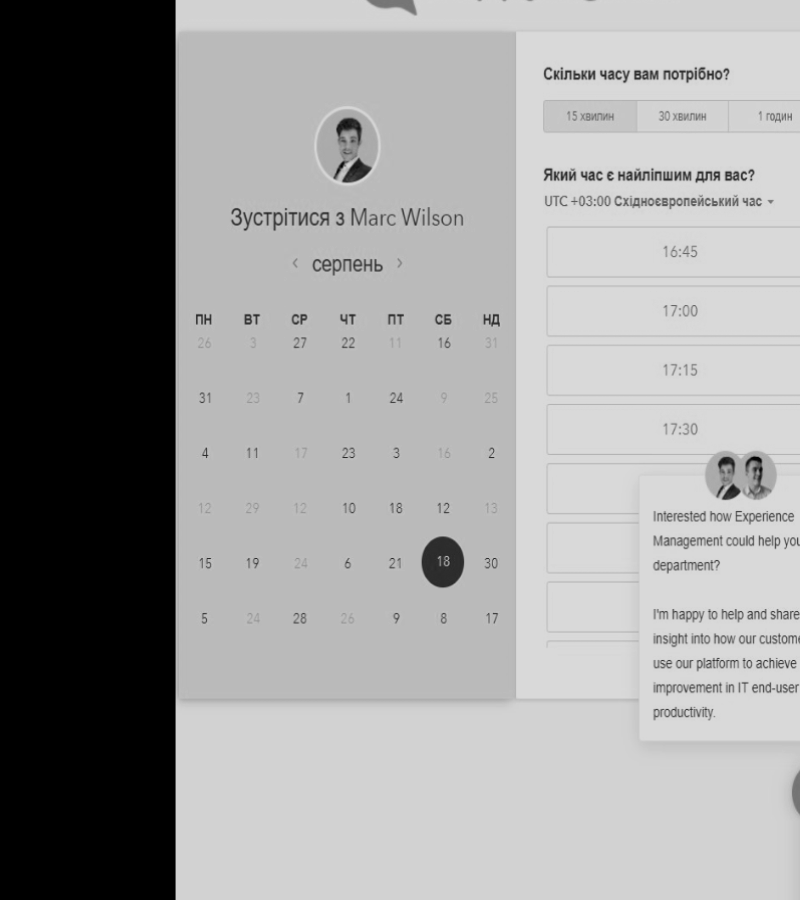 Зустрітися з Marc Wilson
‹ серпень ›
ПН ВТ СР ЧТ ПТ СБ НД
26 3 27 22 11 16 31
31 23 7 1 24 9 25
4 11 17 23 3 16 2
12 29 12 10 18 12 13
15 19 24 6 21 18 30
5 24 28 26 9 8 17
Скільки часу вам потрібно?
15 хвилин 30 хвилин 1 годин
Який час є найліпшим для вас?
UTC +03:00 Східноєвропейський час
16:45
17:00
17:15
17:30
Interested how Experience
Management could help you
department?
I'm happy to help and share
insight into how our custome
use our platform to achieve
improvement in IT end-user
productivity.